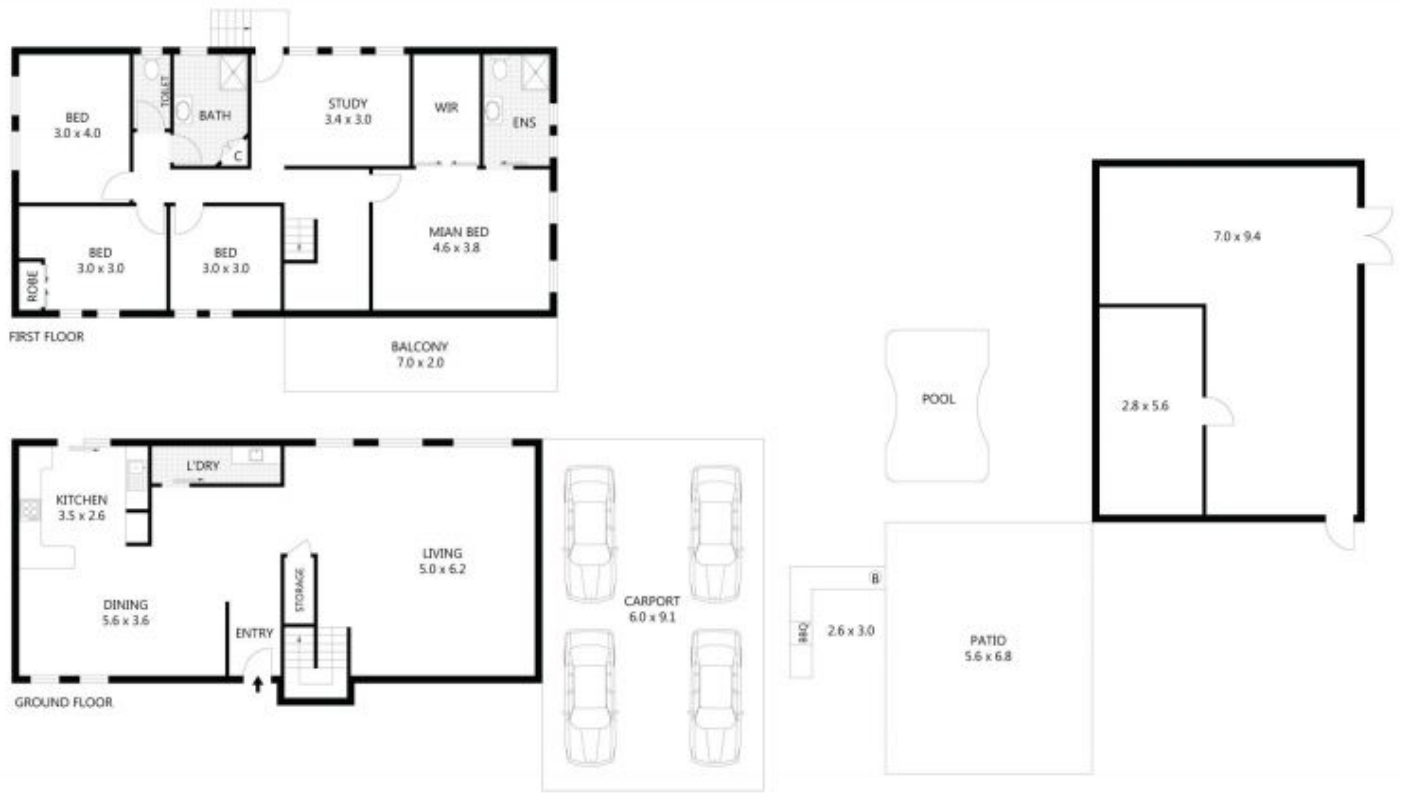 BED
3.0 x 4.0
TOILET
BATH
C
STUDY
3.4 x 3.0
WIR
ENS
BED
3.0 x 3.0
ROBE
BED
3.0 x 3.0
MIAN BED
4.6 x 3.8
FIRST FLOOR
BALCONY
7.0 x 2.0
KITCHEN
3.5 x 2.6
L'DRY
LIVING
5.0 x 6.2
STORAGE
DINING
5.6 x 3.6
ENTRY
GROUND FLOOR
CARPORT
6.0 x 9.1
POOL
7.0 x 9.4
2.8 x 5.6
B
BBQ
2.6 x 3.0
PATIO
5.6 x 6.8